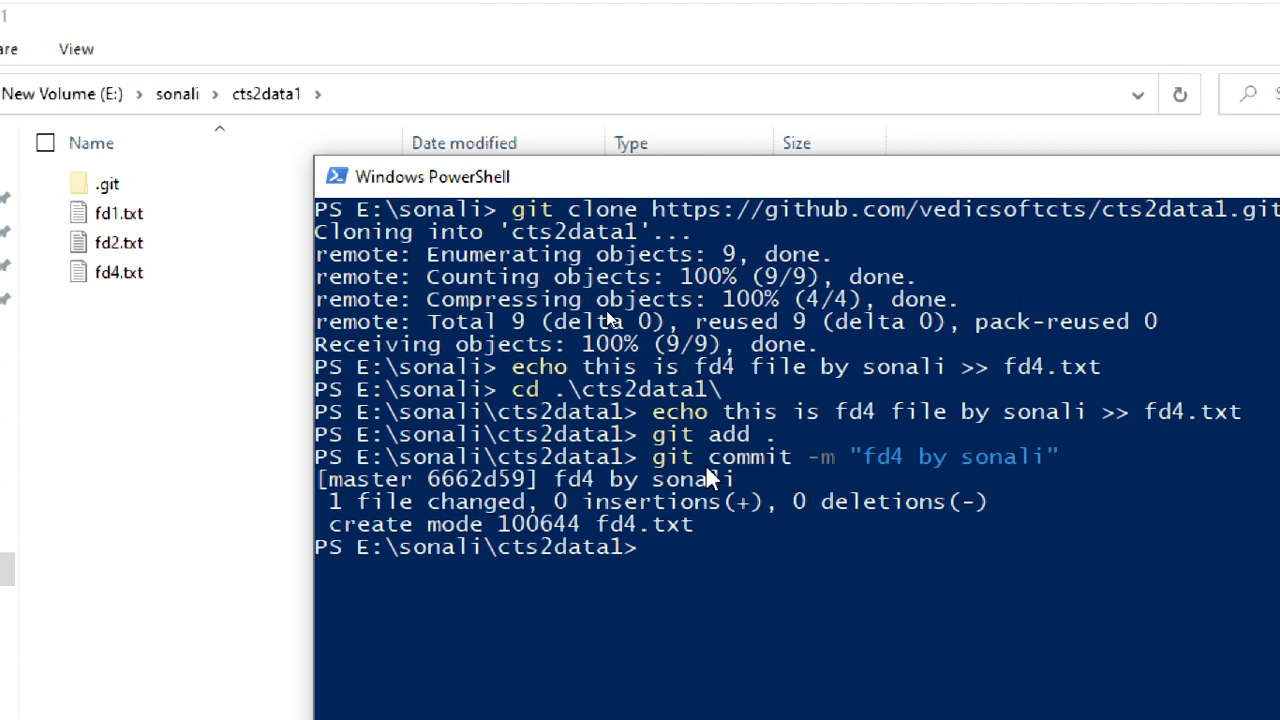 1
are View
New Volume (E:) › sonali › cts2data1 ›
Name Date modified Type Size
.git
fd1.txt
fd2.txt
fd4.txt
Windows PowerShell
PS E:\sonali> git clone https://github.com/vedicsoftcts/cts2data1.git
Cloning into 'cts2data1'...
remote: Enumerating objects: 9, done.
remote: Counting objects: 100% (9/9), done.
remote: Compressing objects: 100% (4/4), done.
remote: Total 9 (delta 0), reused 9 (delta 0), pack-reused 0
Receiving objects: 100% (9/9), done.
PS E:\sonali> echo this is fd4 file by sonali >> fd4.txt
PS E:\sonali> cd .\cts2data1\
PS E:\sonali\cts2data1> echo this is fd4 file by sonali >> fd4.txt
PS E:\sonali\cts2data1> git add .
PS E:\sonali\cts2data1> git commit -m "fd4 by sonali"
[master 6662d59] fd4 by sonali
1 file changed, 0 insertions(+), 0 deletions(-)
create mode 100644 fd4.txt
PS E:\sonali\cts2data1>